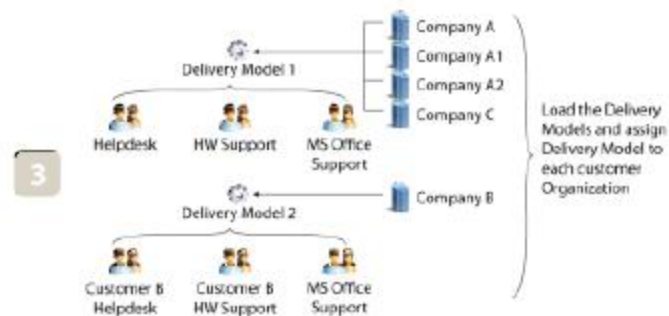 Company A
Company A1
Delivery Model 1
Company A2
Company C
Helpdesk
HW Support
MS Office
Support
3
Load the Delivery
Models and assign
Delivery Model to
each customer
Organization
Company B
Delivery Model 2
Customer B
Helpdesk
Customer B
HW Support
MS Office
Support